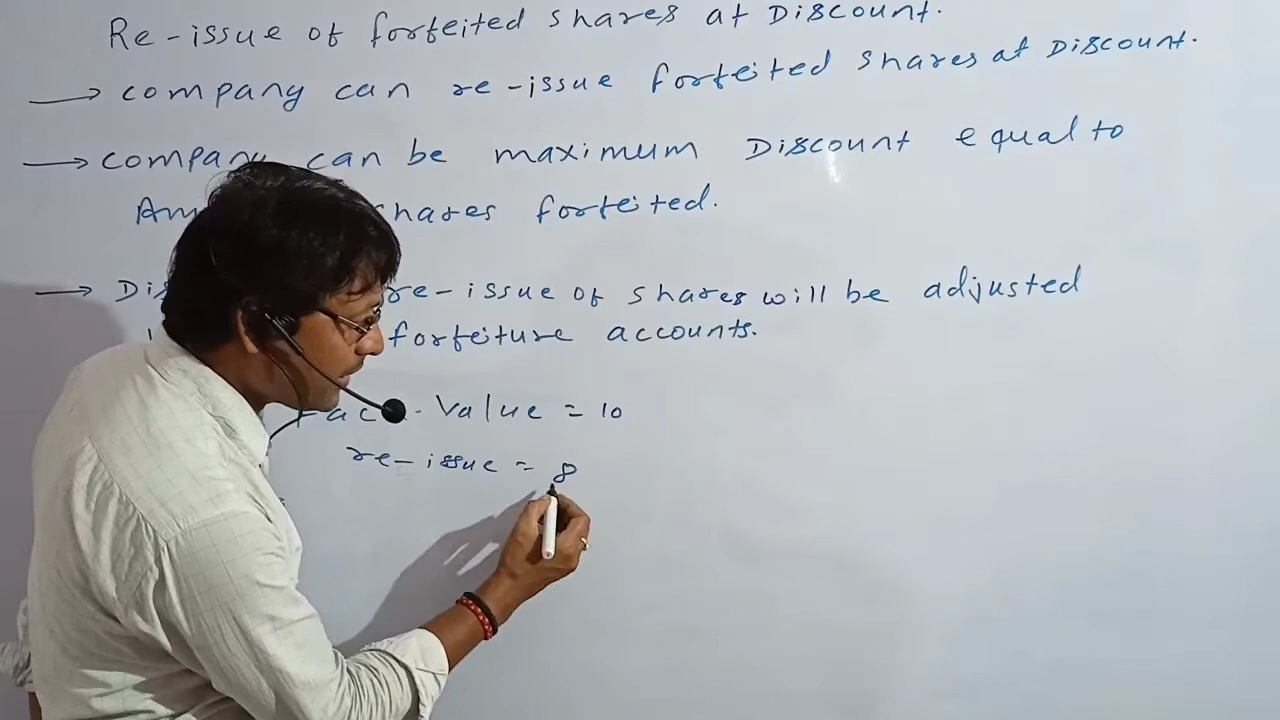 Re-issue of forfeited shares at Discount.
→ company can re-issue forfeited shares at Discount.
→ company can be maximum Discount equal to
shares forfeited.
→ re-issue of shares will be adjusted
forfeiture accounts.
Face Value = 10
re-issue = 8